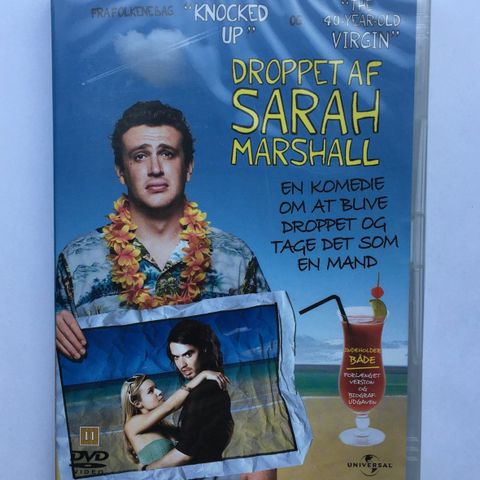 FRA FOLKENE BAG
"KNOCKED
UP"
OG
"THE
40 YEAR-OLD
VIRGIN"
DROPPET AF
SARAH
MARSHALL
EN KOMEDIE
OM AT BLIVE
DROPPET OG
TAGE DET SOM
EN MAND
INDEHOLDER
BÅDE
FORLÆNGET
VERSION
OG
BIOGRAF
UDGAVEN
11
DVD
VIDEO
UNIVERSAL